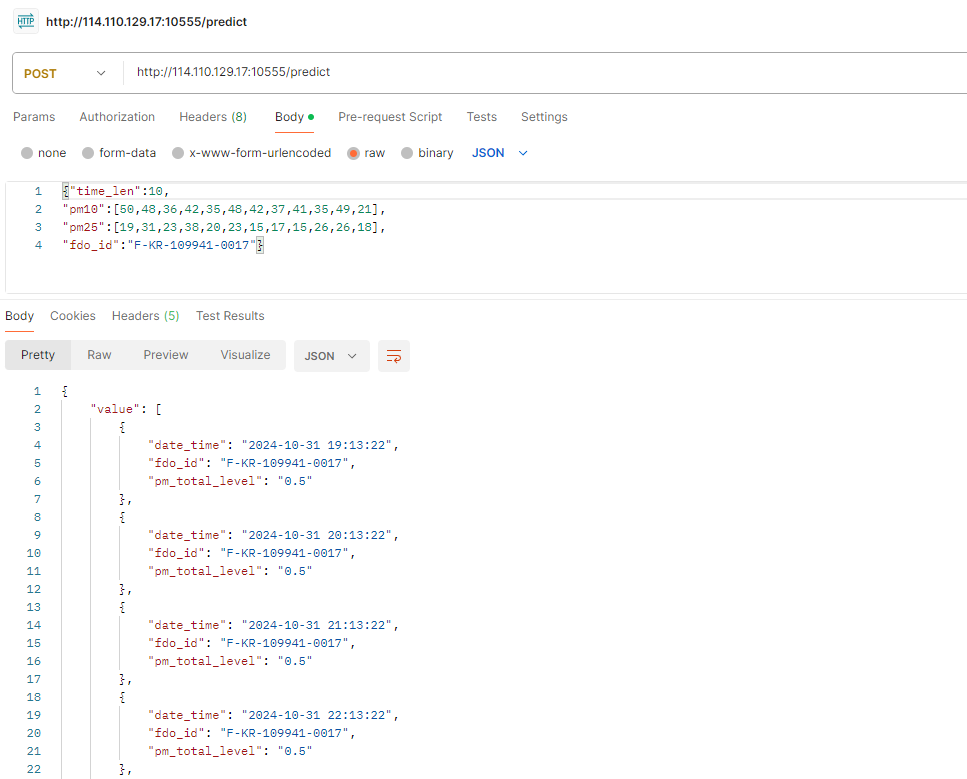 HTTP http://114.110.129.17:10555/predict
POST http://114.110.129.17:10555/predict
Params Authorization Headers (8) Body Pre-request Script Tests Settings
none form-data x-www-form-urlencoded raw binary JSON
1 {"time_len":10,
2 "pm10":[50,48,36,42,35,48,42,37,41,35,49,21],
3 "pm25":[19,31,23,38,20,23,15,17,15,26,26,18],
4 "fdo_id":"F-KR-109941-0017"}
Body Cookies Headers (5) Test Results
Pretty Raw Preview Visualize JSON
1 {
2 "value": [
3 {
4 "date_time": "2024-10-31 19:13:22",
5 "fdo_id": "F-KR-109941-0017",
6 "pm_total_level": "0.5"
7 },
8 {
9 "date_time": "2024-10-31 20:13:22",
10 "fdo_id": "F-KR-109941-0017",
11 "pm_total_level": "0.5"
12 },
13 {
14 "date_time": "2024-10-31 21:13:22",
15 "fdo_id": "F-KR-109941-0017",
16 "pm_total_level": "0.5"
17 },
18 {
19 "date_time": "2024-10-31 22:13:22",
20 "fdo_id": "F-KR-109941-0017",
21 "pm_total_level": "0.5"
22 },